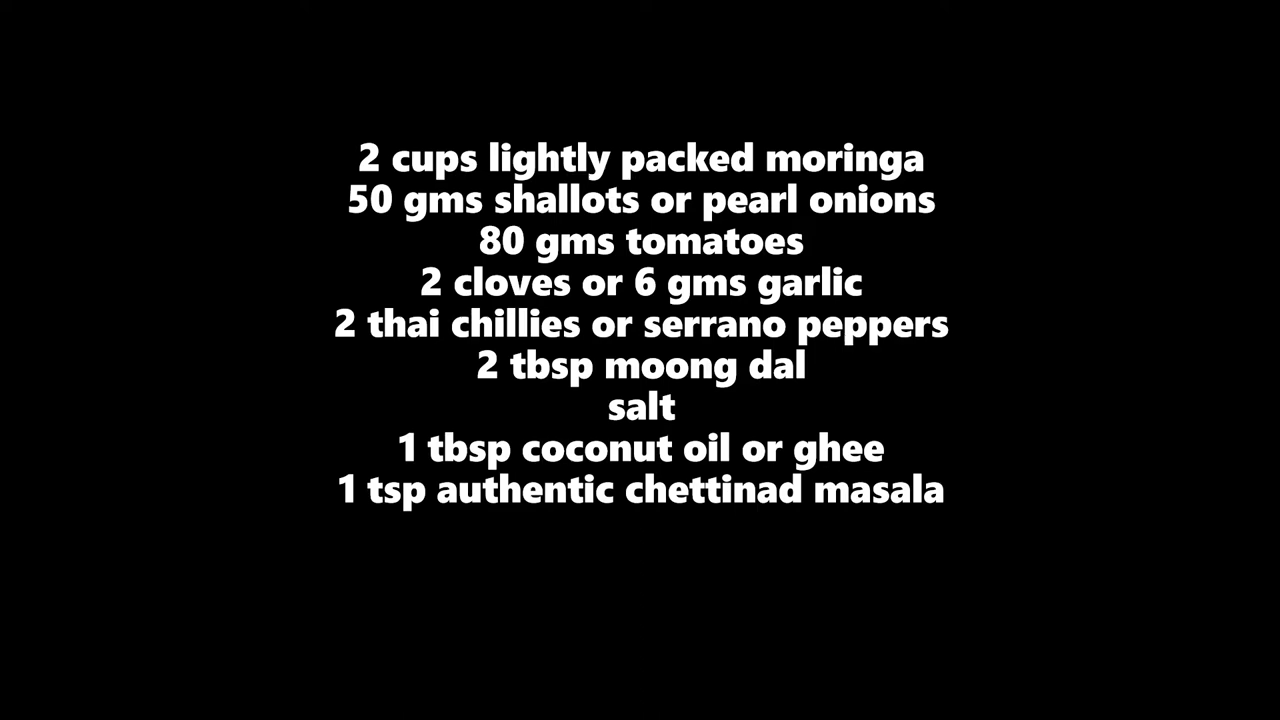 2 cups lightly packed moringa
50 gms shallots or pearl onions
80 gms tomatoes
2 cloves or 6 gms garlic
2 thai chillies or serrano peppers
2 tbsp moong dal
salt
1 tbsp coconut oil or ghee
1 tsp authentic chettinad masala